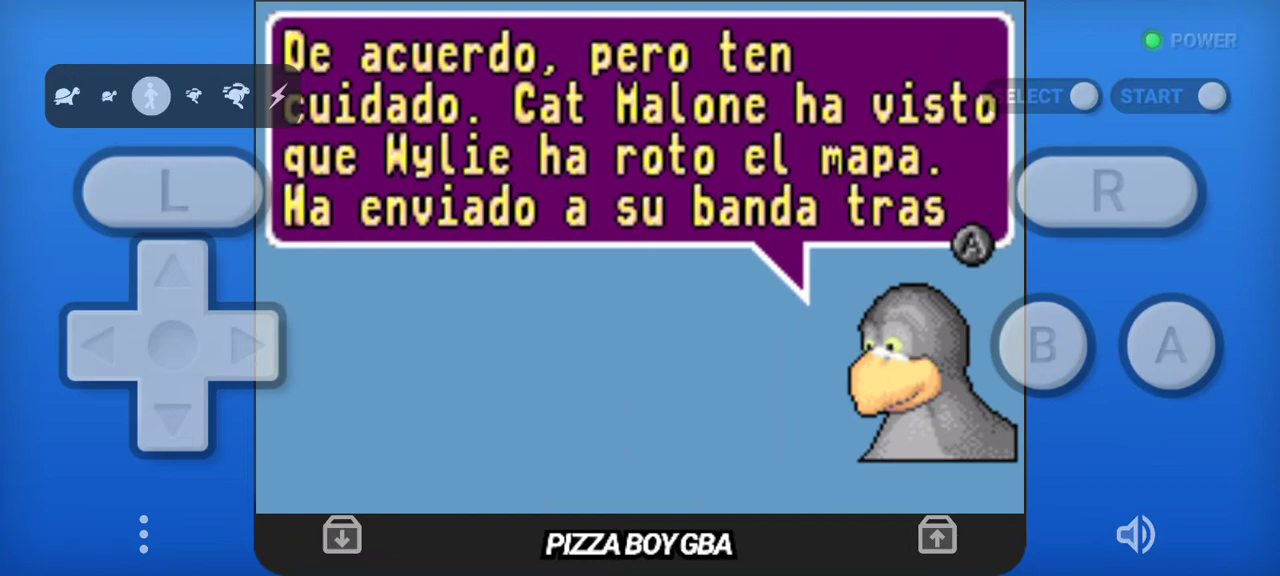 De acuerdo, pero ten
cuidado. Cat Malone ha visto
que Wylie ha roto el mapa.
Ha enviado a su banda tras
A
POWER
SELECT
START
L
R
B
A
PIZZA BOY GBA